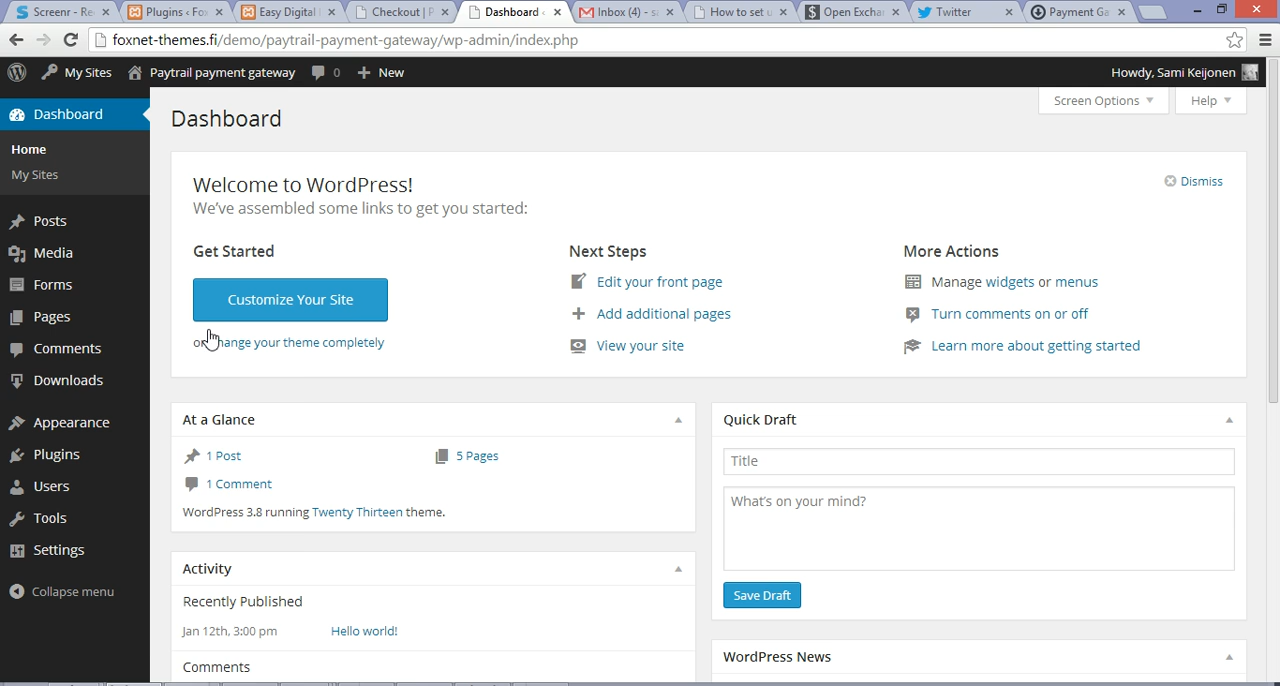 Screenr - Re
Plugins ‹ Fox
Easy Digital
Checkout | P
Dashboard ‹
Inbox (4) - s
How to set u
Open Exchar
Twitter
Payment Ga
foxnet-themes.fi/demo/paytrail-payment-gateway/wp-admin/index.php
My Sites
Paytrail payment gateway
0
New
Howdy, Sami Keijonen
Dashboard
Home
My Sites
Posts
Media
Forms
Pages
Comments
Downloads
Appearance
Plugins
Users
Tools
Settings
Collapse menu
Screen Options
Help
Dashboard
Welcome to WordPress!
We've assembled some links to get you started:
Dismiss
Get Started
Customize Your Site
or change your theme completely
Next Steps
Edit your front page
Add additional pages
View your site
More Actions
Manage widgets or menus
Turn comments on or off
Learn more about getting started
At a Glance
1 Post
5 Pages
1 Comment
WordPress 3.8 running Twenty Thirteen theme.
Activity
Recently Published
Jan 12th, 3:00 pm
Hello world!
Comments
Quick Draft
Title
What's on your mind?
Save Draft
WordPress News